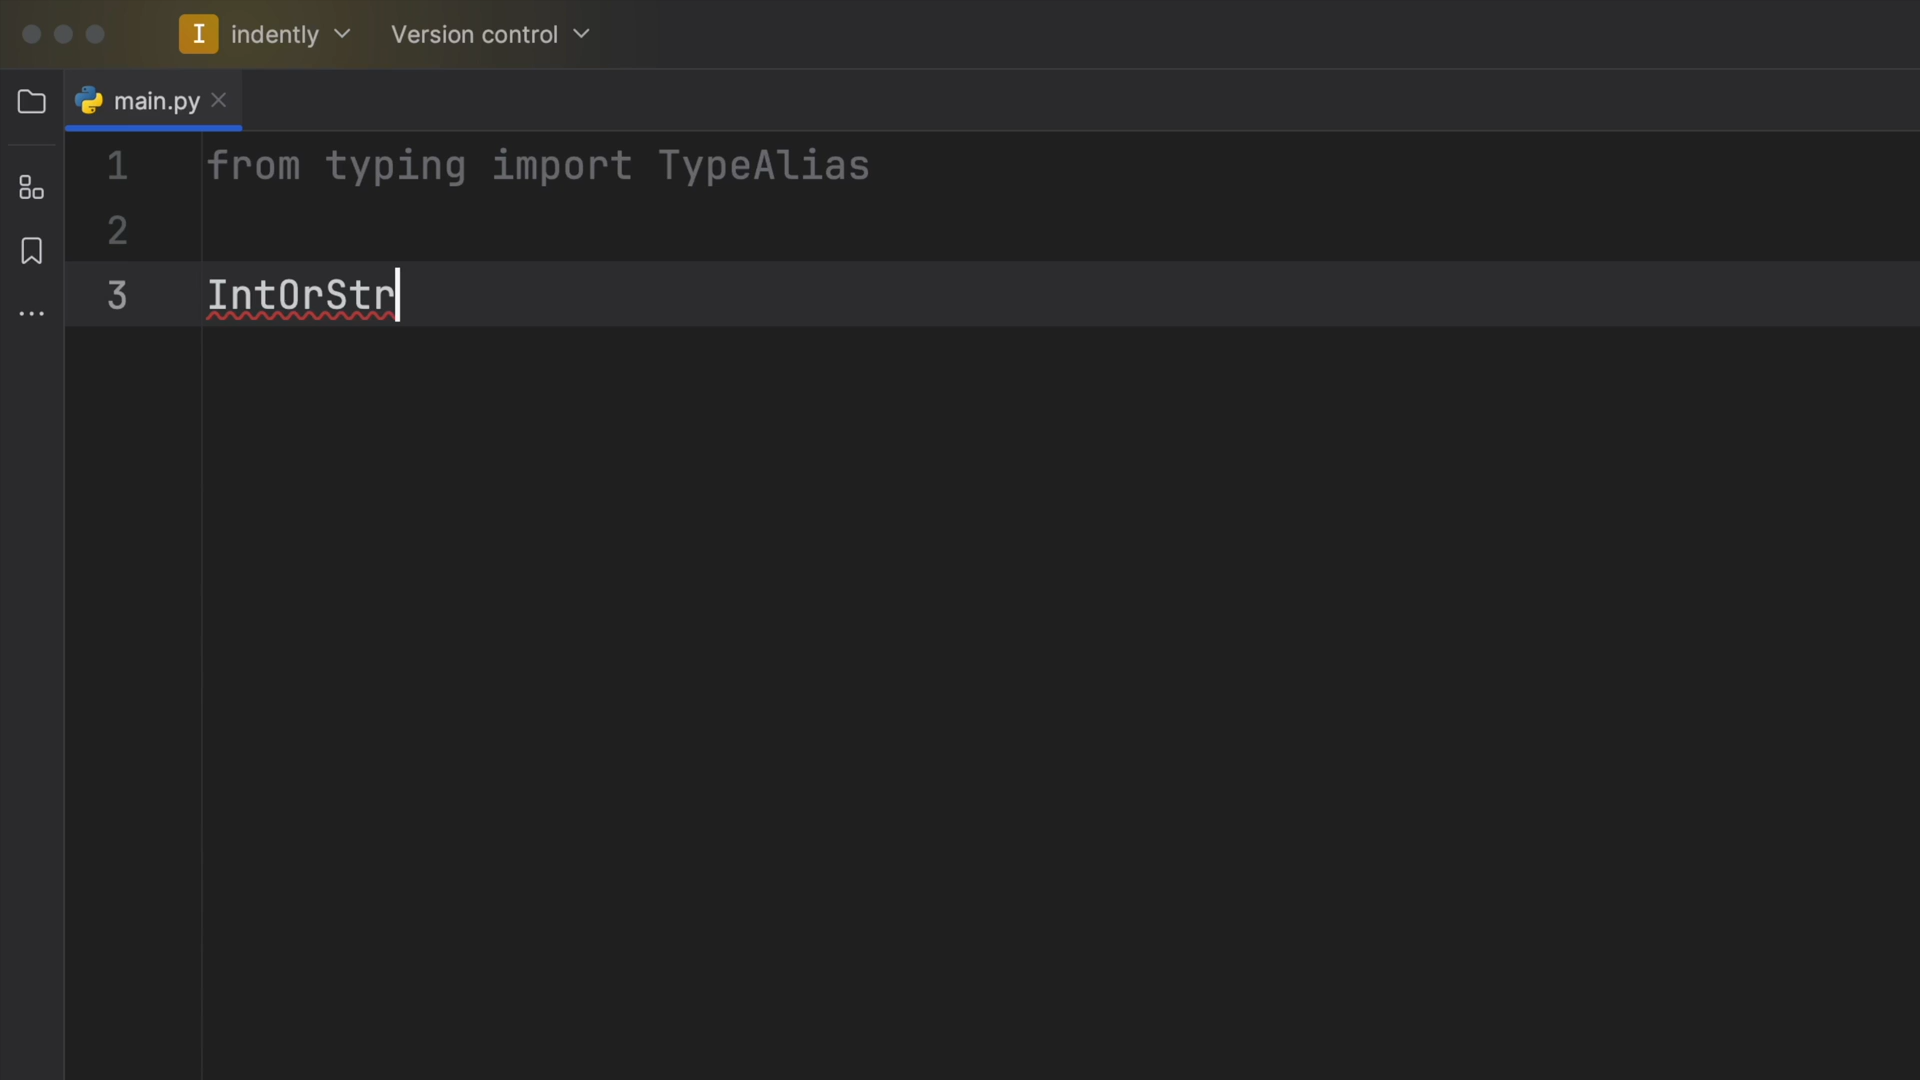 I indently Version control
main.py
1 from typing import TypeAlias
2
3 IntOrStr